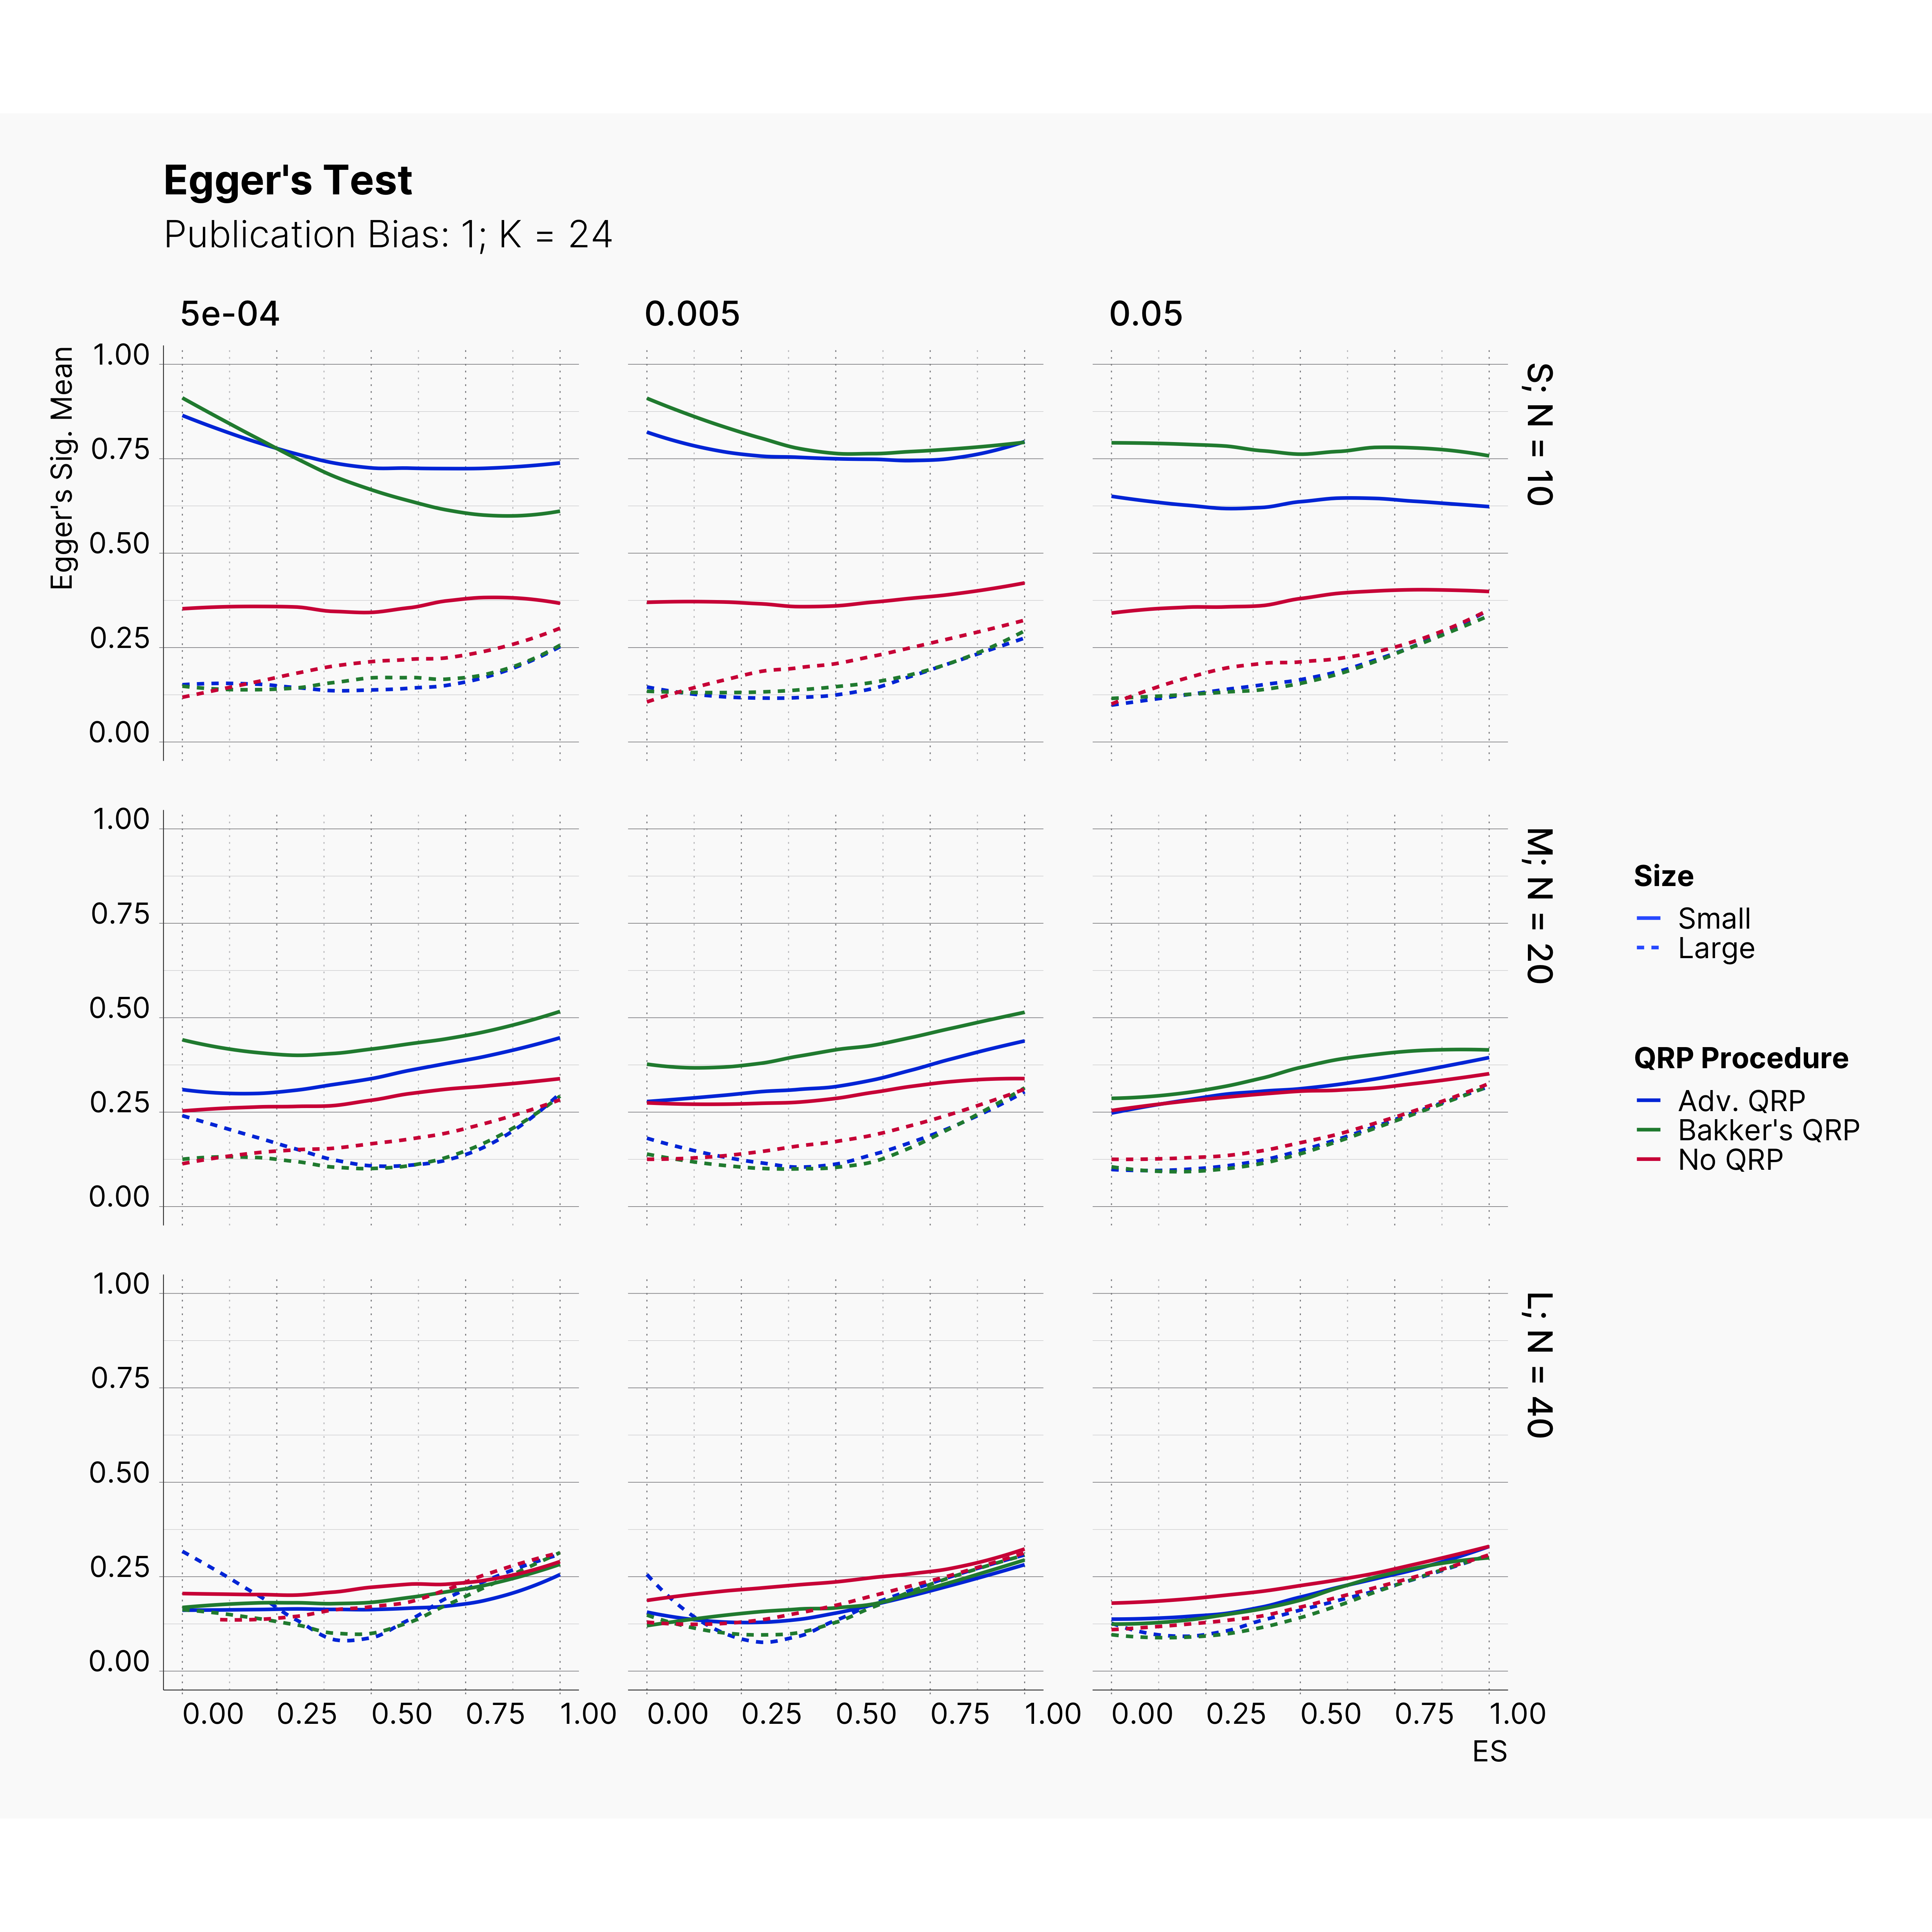 Egger's Test
Publication Bias: 1; K = 24
5e-04
0.005
0.05
Egger's Sig. Mean
1.00
0.75
0.50
0.25
0.00
S; N = 10
1.00
0.75
0.50
0.25
0.00
M; N = 20
1.00
0.75
0.50
0.25
0.00
L; N = 40
0.00 0.25 0.50 0.75 1.00
0.00 0.25 0.50 0.75 1.00
0.00 0.25 0.50 0.75 1.00
ES
Size
Small
Large
QRP Procedure
Adv. QRP
Bakker's QRP
No QRP